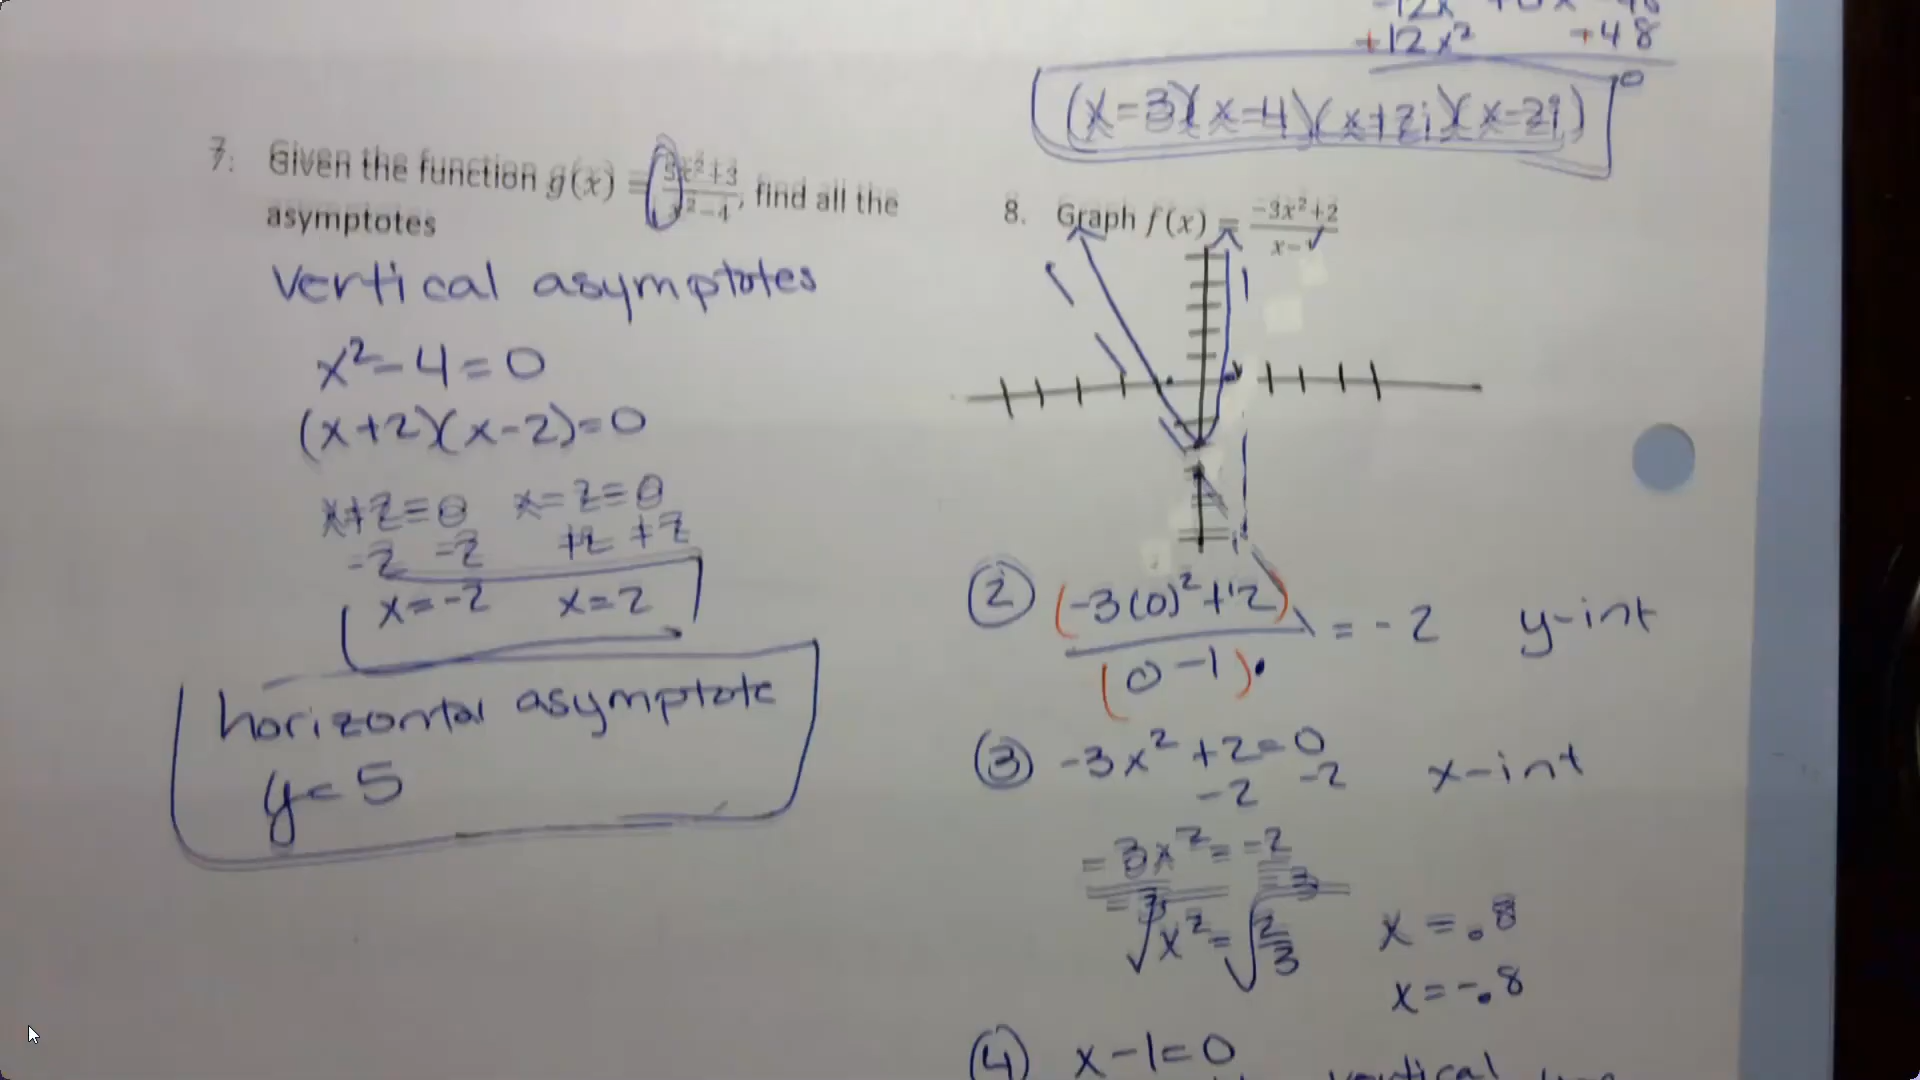 +12x² +48
0
(x-3)(x-4)(x+2i)(x-2i)
7. Given the function g(x) = 5x²+3 / x²-4, find all the
asymptotes
vertical asymptotes
x²-4=0
(x+2)(x-2)=0
x+2=0 x-2=0
-2 -2 +2 +2
x=-2 x=2
horizontal asymptote
y=5
8. Graph f(x) = -3x²+2 / x-
② (-3(0)²+2) / (0-1) = -2 y-int
③ -3x²+2=0 x-int
-2 -2
-3x²=-2
-3 -3
√x²=√2/3 x=.8
x=-.8
④ x-1=0
vertical